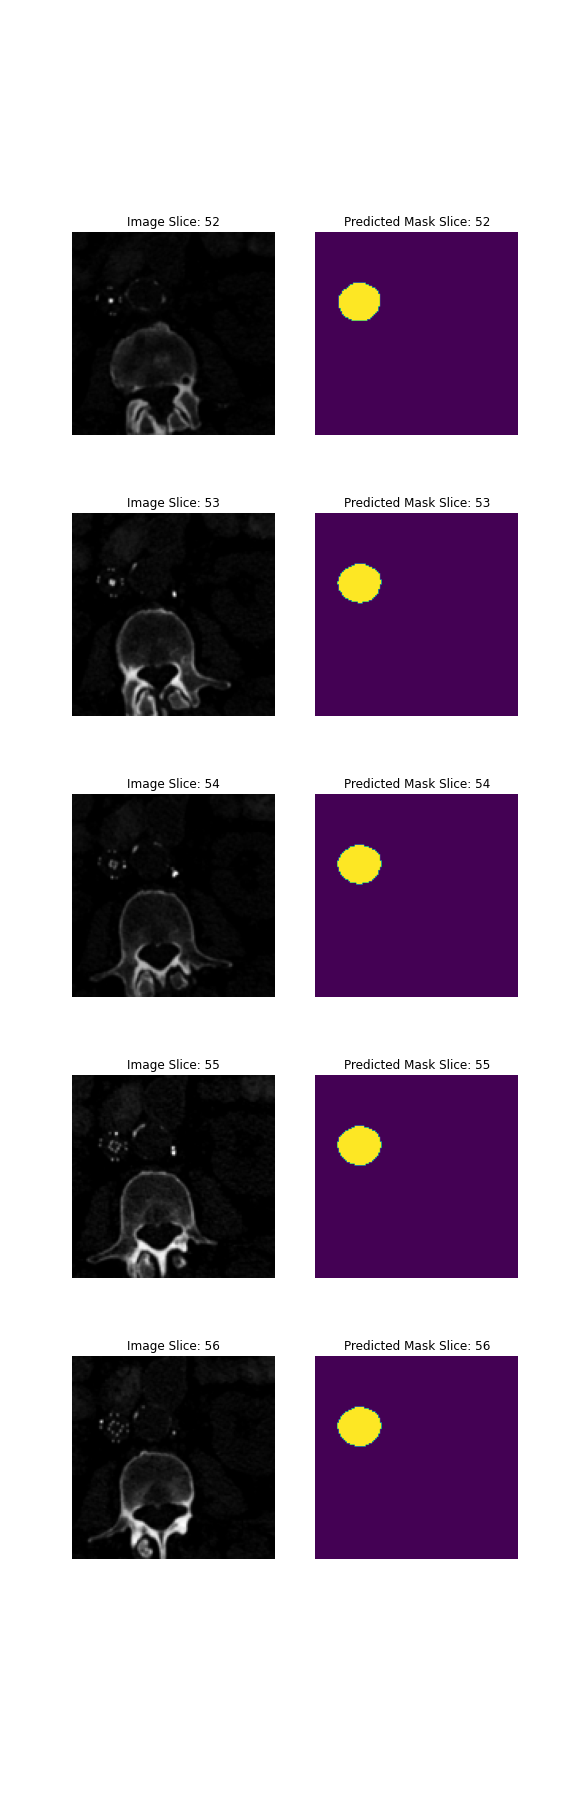 Image Slice: 52
Predicted Mask Slice: 52
Image Slice: 53
Predicted Mask Slice: 53
Image Slice: 54
Predicted Mask Slice: 54
Image Slice: 55
Predicted Mask Slice: 55
Image Slice: 56
Predicted Mask Slice: 56